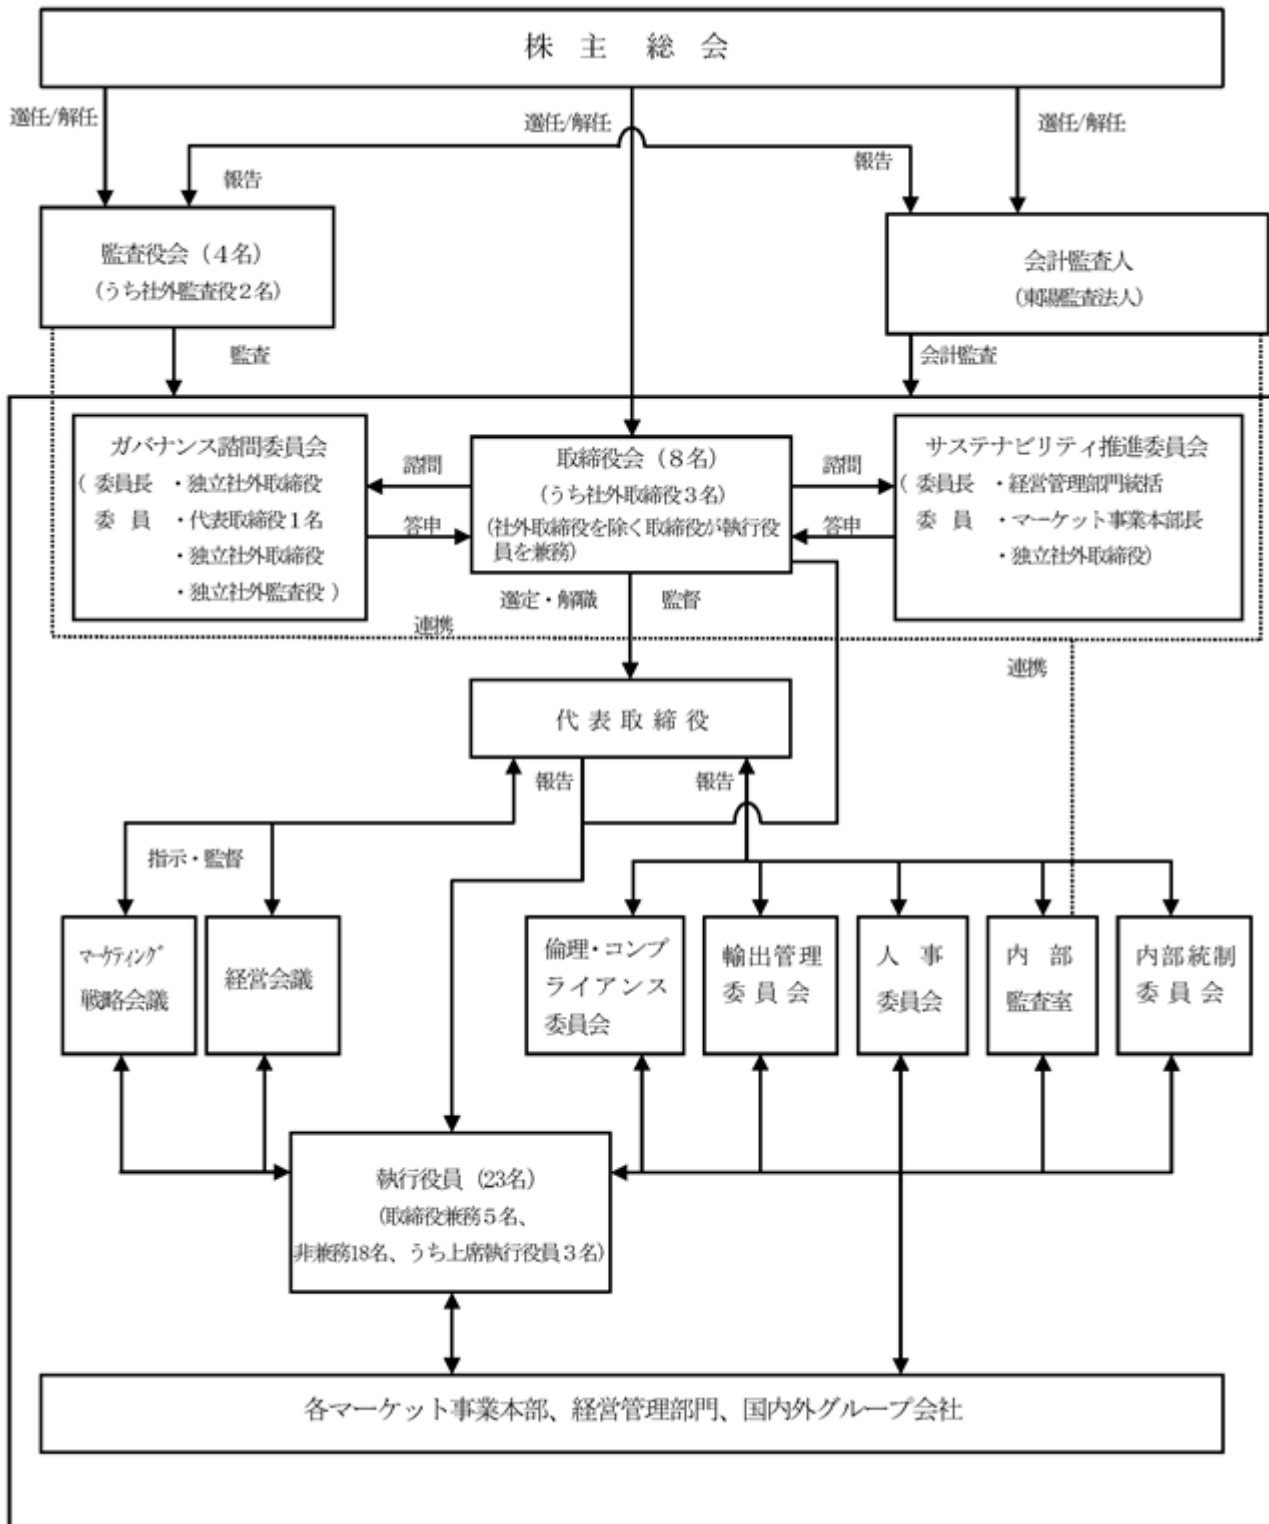 株 主 総 会
選任/解任
選任/解任
選任/解任
報告
報告
監査役会（４名）
（うち社外監査役２名）
会計監査人
（東陽監査法人）
監査
会計監査
ガバナンス諮問委員会
（ 委員長 ・独立社外取締役
委 員 ・代表取締役１名
・独立社外取締役
・独立社外監査役 ）
諮問
答申
取締役会（８名）
（うち社外取締役３名）
（社外取締役を除く取締役が執行役
員を兼務）
諮問
答申
サステナビリティ推進委員会
（ 委員長 ・経営管理部門統括
委 員 ・マーケット事業本部長
・独立社外取締役）
選定・解職
監督
連携
連携
代 表 取 締 役
報告
報告
指示・監督
ﾏｰｹﾃｨﾝｸﾞ
戦略会議
経営会議
倫理・コンプ
ライアンス
委員会
輸出管理
委 員 会
人 事
委員会
内 部
監査室
内部統制
委 員 会
執行役員（23名）
（取締役兼務５名、
非兼務18名、うち上席執行役員３名）
各マーケット事業本部、経営管理部門、国内外グループ会社